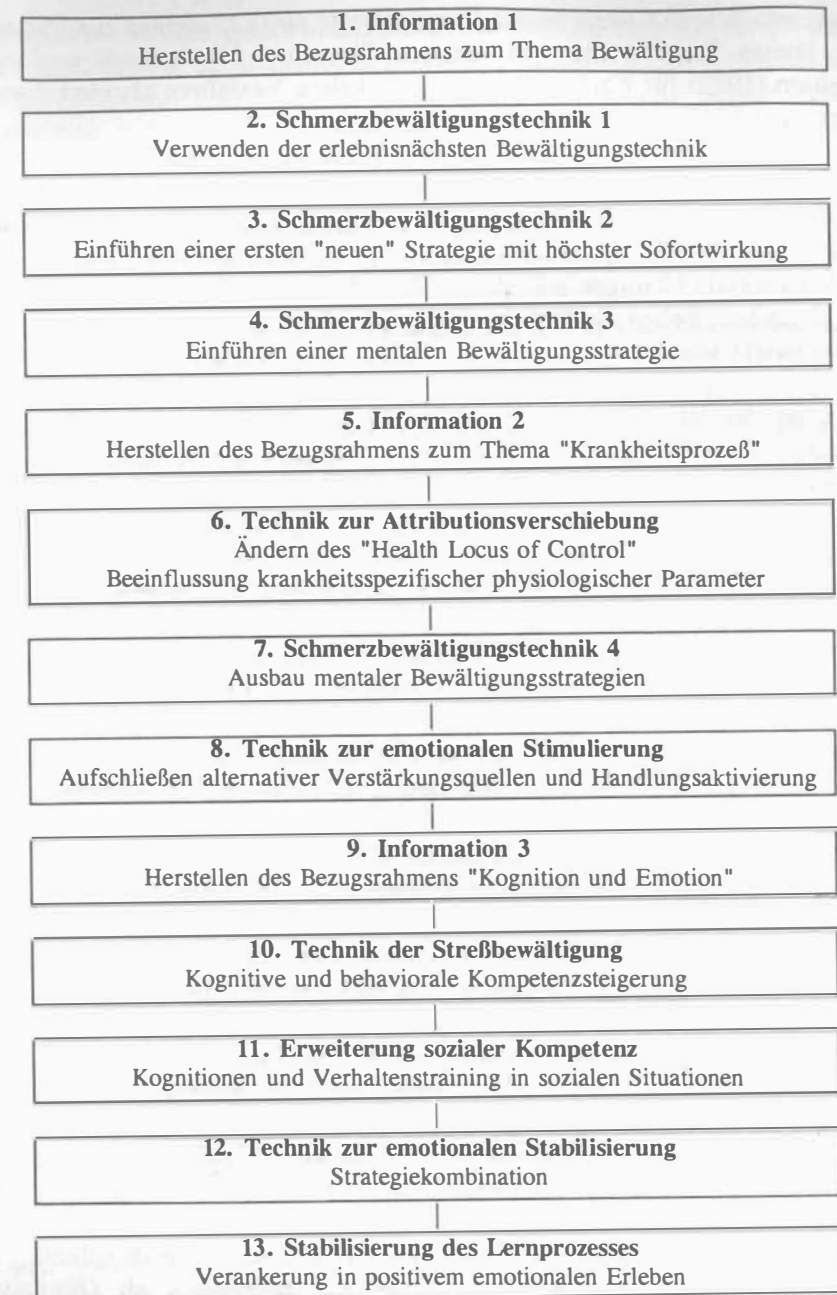 1. Information 1
Herstellen des Bezugsrahmens zum Thema Bewältigung
2. Schmerzbewältigungstechnik 1
Verwenden der erlebnisnächsten Bewältigungstechnik
3. Schmerzbewältigungstechnik 2
Einführen einer ersten "neuen" Strategie mit höchster Sofortwirkung
4. Schmerzbewältigungstechnik 3
Einführen einer mentalen Bewältigungsstrategie
5. Information 2
Herstellen des Bezugsrahmens zum Thema "Krankheitsprozeß"
6. Technik zur Attributionsverschiebung
Ändern des "Health Locus of Control"
Beeinflussung krankheitsspezifischer physiologischer Parameter
7. Schmerzbewältigungstechnik 4
Ausbau mentaler Bewältigungsstrategien
8. Technik zur emotionalen Stimulierung
Aufschließen alternativer Verstärkungsquellen und Handlungsaktivierung
9. Information 3
Herstellen des Bezugsrahmens "Kognition und Emotion"
10. Technik der Streßbewältigung
Kognitive und behaviorale Kompetenzsteigerung
11. Erweiterung sozialer Kompetenz
Kognitionen und Verhaltenstraining in sozialen Situationen
12. Technik zur emotionalen Stabilisierung
Strategiekombination
13. Stabilisierung des Lernprozesses
Verankerung in positivem emotionalen Erleben